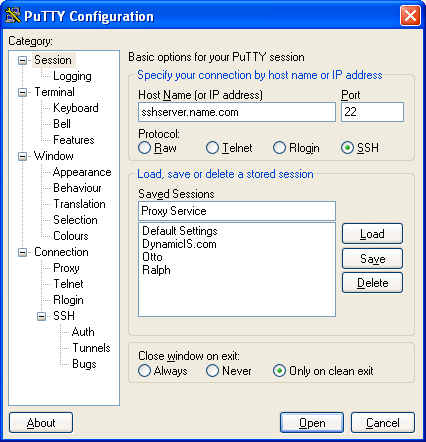 PuTTY Configuration
Category:
Session
Logging
Terminal
Keyboard
Bell
Features
Window
Appearance
Behaviour
Translation
Selection
Colours
Connection
Proxy
Telnet
Rlogin
SSH
Auth
Tunnels
Bugs
Basic options for your PuTTY session
Specify your connection by host name or IP address
Host Name (or IP address) Port
sshserver.name.com 22
Protocol:
Raw Telnet Rlogin SSH
Load, save or delete a stored session
Saved Sessions
Proxy Service
Default Settings
DynamicIS.com
Otto
Ralph
Load
Save
Delete
Close window on exit:
Always Never Only on clean exit
About Open Cancel